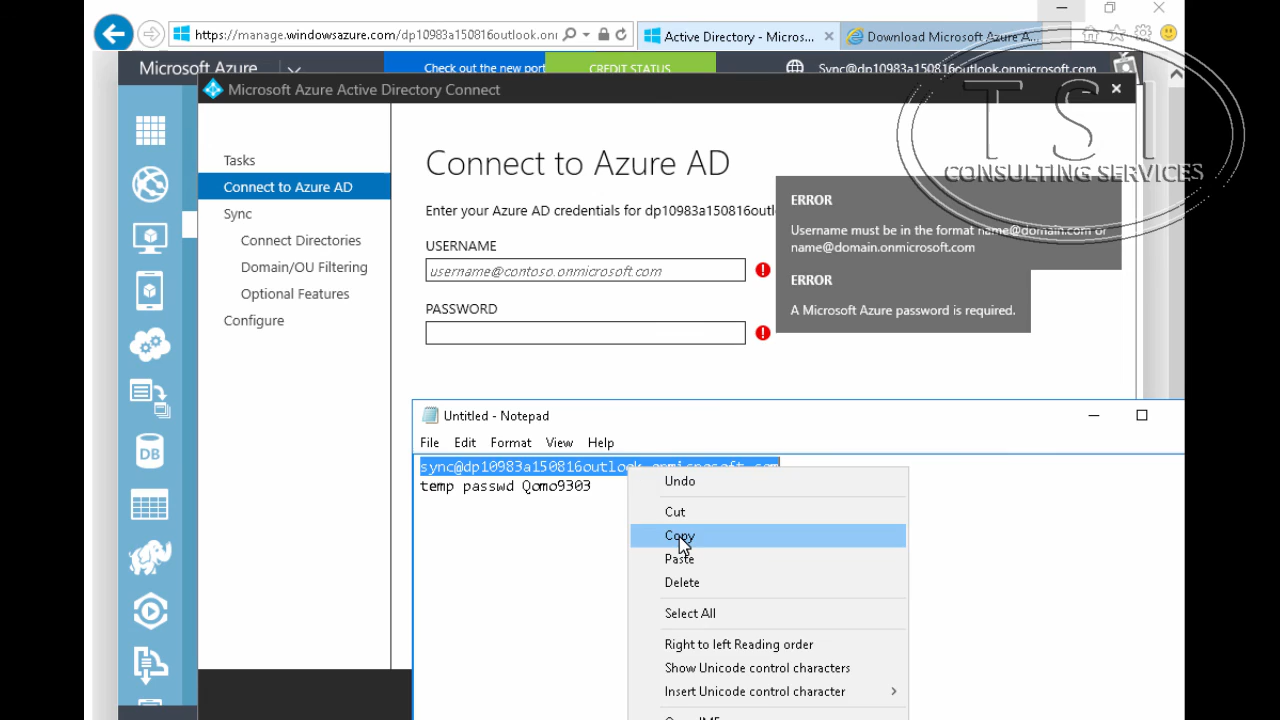 https://manage.windowsazure.com/dp10983a150816outlook.onı
Active Directory - Micros...
Download Microsoft Azure A...
Microsoft Azure
Check out the new port
CREDIT STATUS
Sync@dp10983a150816outlook.onmicrosoft.com
Microsoft Azure Active Directory Connect
T S I
CONSULTING SERVICES
Tasks
Connect to Azure AD
Sync
Connect Directories
Domain/OU Filtering
Optional Features
Configure
Connect to Azure AD
Enter your Azure AD credentials for dp10983a150816outl
USERNAME
username@contoso.onmicrosoft.com
PASSWORD
ERROR
Username must be in the format name@domain.com or
name@domain.onmicrosoft.com
ERROR
A Microsoft Azure password is required.
Untitled - Notepad
File Edit Format View Help
sync@dp10983a150816outlook.onmicrosoft.com
temp passwd Qomo9303
Undo
Cut
Copy
Paste
Delete
Select All
Right to left Reading order
Show Unicode control characters
Insert Unicode control character
DB